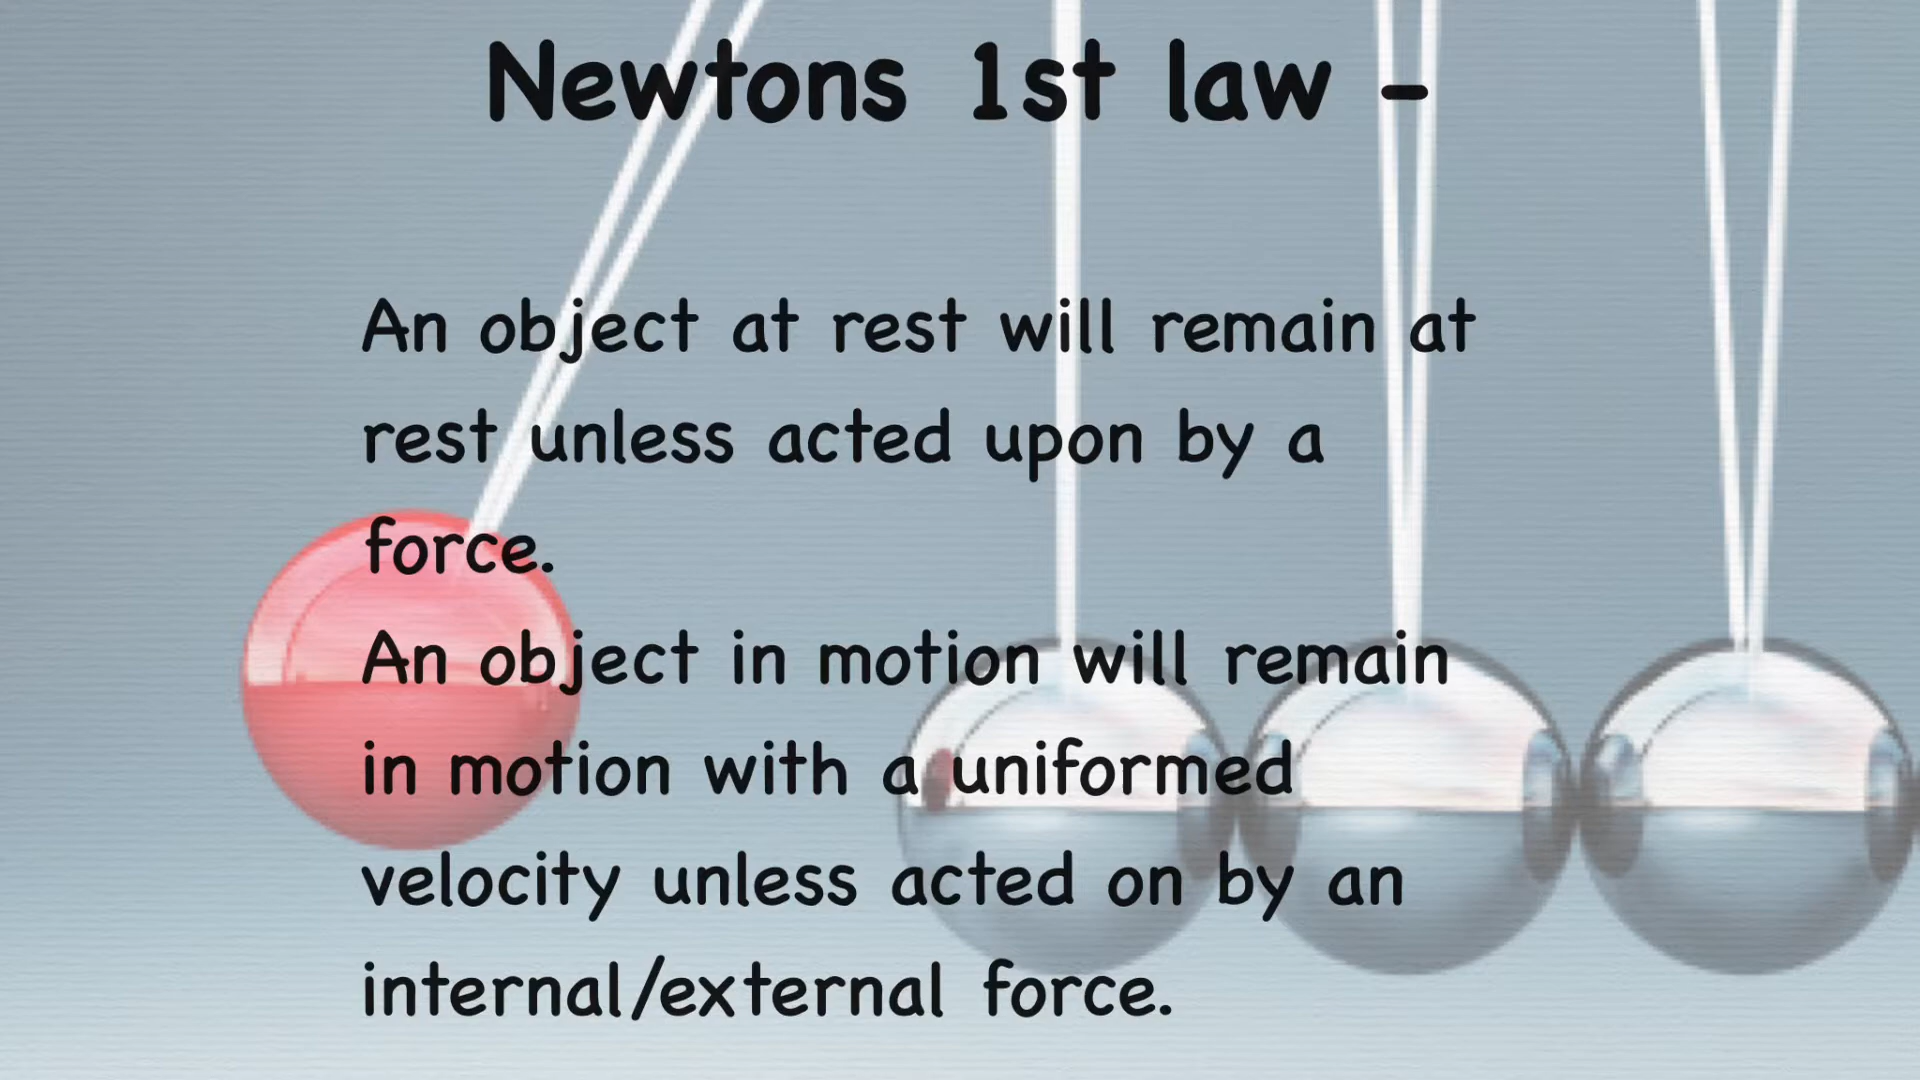 Newtons 1st law -
An object at rest will remain at
rest unless acted upon by a
force.
An object in motion will remain
in motion with a uniformed
velocity unless acted on by an
internal/external force.